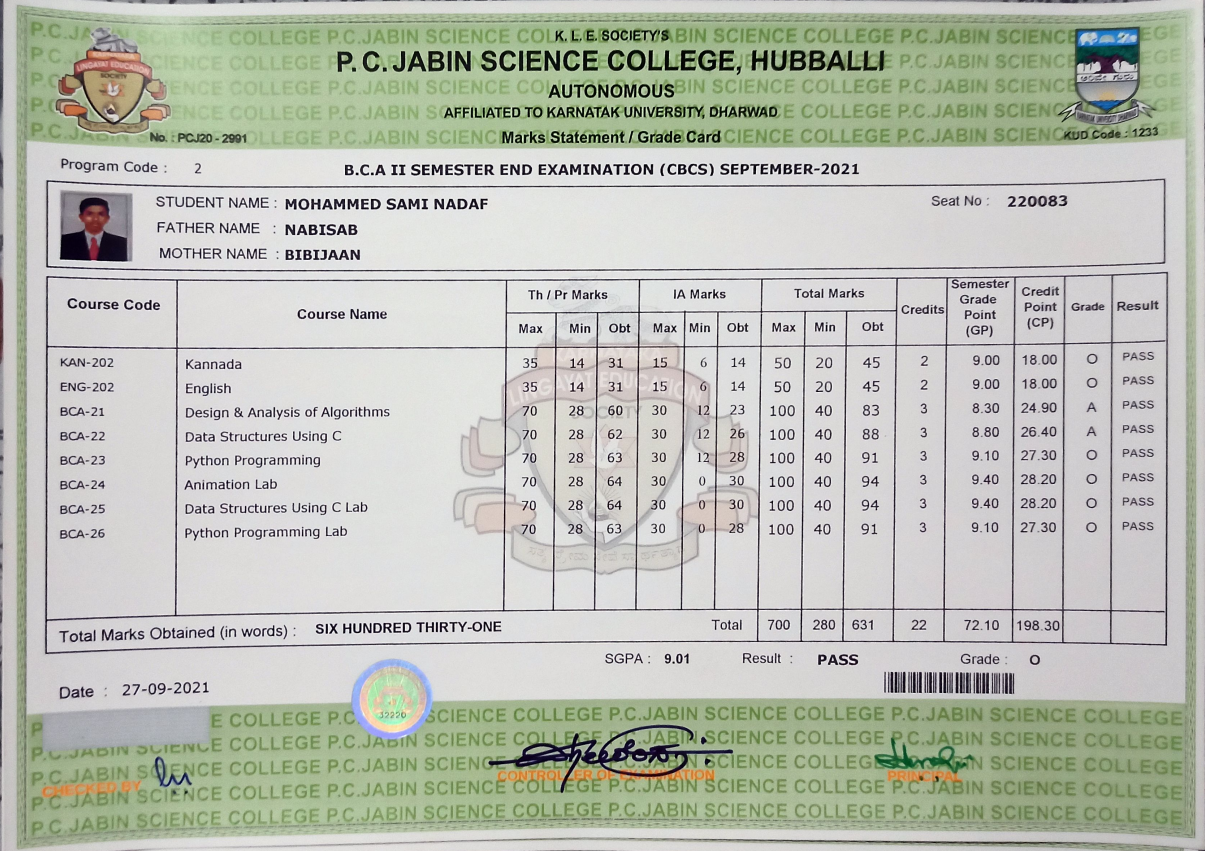 K. L. E. SOCIETY'S
P. C. JABIN SCIENCE COLLEGE, HUBBALLI
AUTONOMOUS
AFFILIATED TO KARNATAK UNIVERSITY, DHARWAD
No. : PCJ20 - 2991
Marks Statement / Grade Card
KUD Code : 1233
LINGAYAT EDUCATION
SOCIETY
Program Code : 2
B.C.A II SEMESTER END EXAMINATION (CBCS) SEPTEMBER-2021
STUDENT NAME : MOHAMMED SAMI NADAF
Seat No : 220083
FATHER NAME : NABISAB
MOTHER NAME : BIBIJAAN
Course Code Course Name Th / Pr Marks IA Marks Total Marks Credits Semester Grade Point (GP) Credit Point (CP) Grade Result
Max Min Obt Max Min Obt Max Min Obt
KAN-202 Kannada 35 14 31 15 6 14 50 20 45 2 9.00 18.00 O PASS
ENG-202 English 35 14 31 15 6 14 50 20 45 2 9.00 18.00 O PASS
BCA-21 Design & Analysis of Algorithms 70 28 60 30 12 23 100 40 83 3 8.30 24.90 A PASS
BCA-22 Data Structures Using C 70 28 62 30 12 26 100 40 88 3 8.80 26.40 A PASS
BCA-23 Python Programming 70 28 63 30 12 28 100 40 91 3 9.10 27.30 O PASS
BCA-24 Animation Lab 70 28 64 30 0 30 100 40 94 3 9.40 28.20 O PASS
BCA-25 Data Structures Using C Lab 70 28 64 30 0 30 100 40 94 3 9.40 28.20 O PASS
BCA-26 Python Programming Lab 70 28 63 30 0 28 100 40 91 3 9.10 27.30 O PASS
Total Marks Obtained (in words) : SIX HUNDRED THIRTY-ONE Total 700 280 631 22 72.10 198.30
SGPA : 9.01 Result : PASS Grade : O
Date : 27-09-2021
32220
CHECKED BY
CONTROLLER OF EXAMINATION
PRINCIPAL